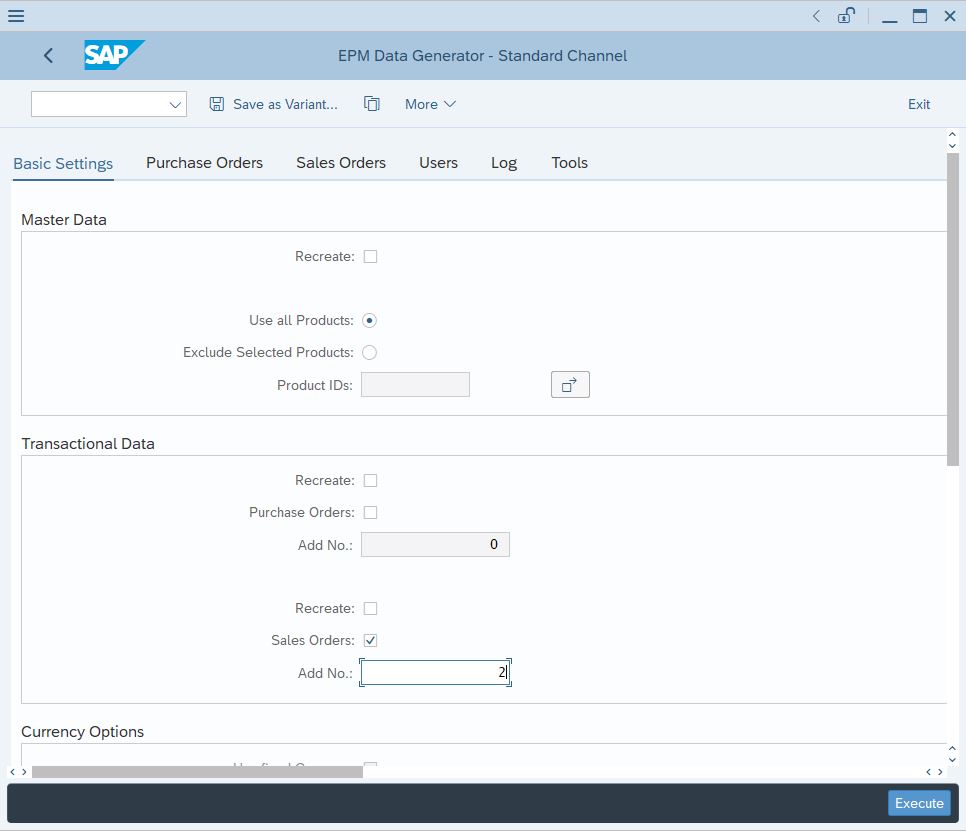 SAP
EPM Data Generator - Standard Channel
Save as Variant... More Exit
Basic Settings Purchase Orders Sales Orders Users Log Tools
Master Data
Recreate:
Use all Products:
Exclude Selected Products:
Product IDs:
Transactional Data
Recreate:
Purchase Orders:
Add No.: 0
Recreate:
Sales Orders:
Add No.: 2
Currency Options
Execute